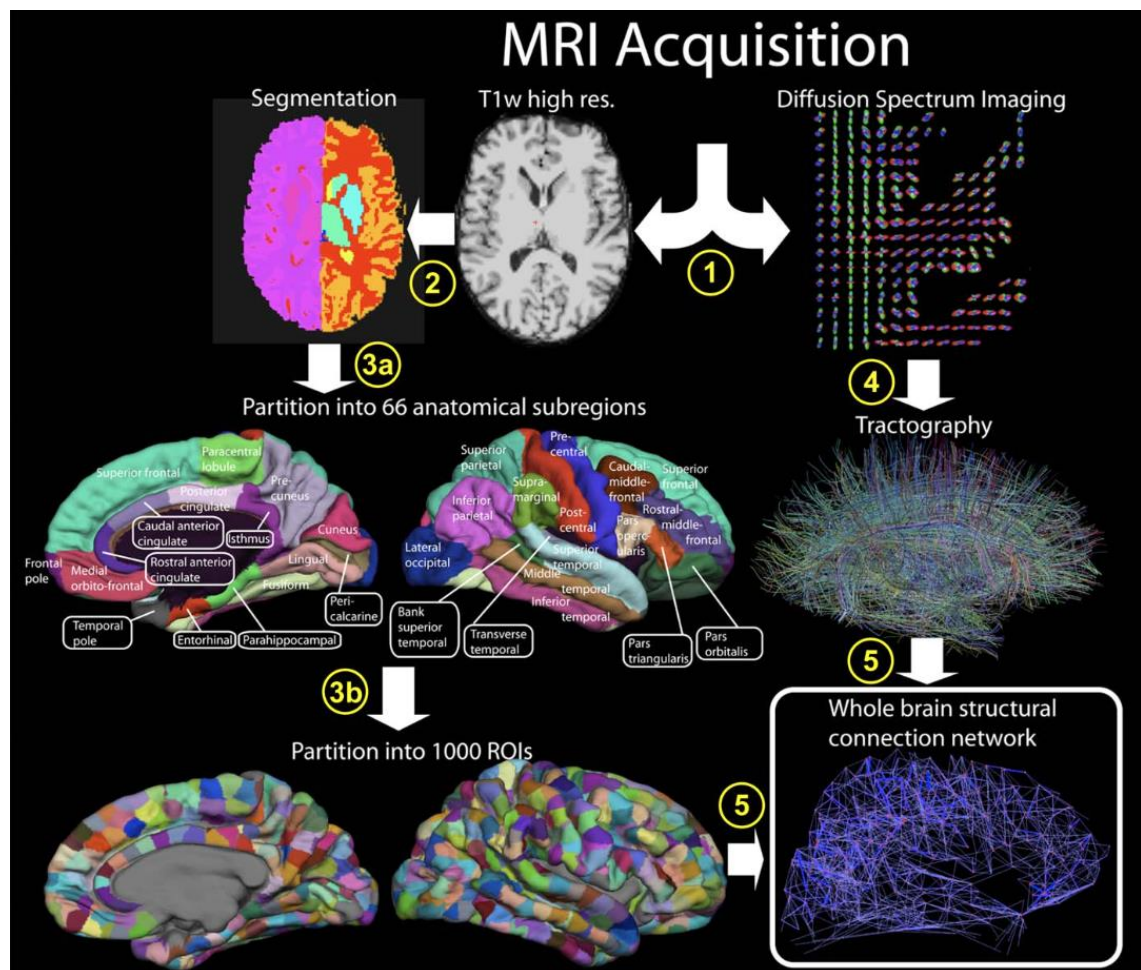 MRI Acquisition
Segmentation
T1w high res.
Diffusion Spectrum Imaging
1
2
3a
4
Partition into 66 anatomical subregions
Tractography
Superior frontal
Paracentral
lobule
Pre-
cuneus
Posterior
cingulate
Caudal anterior
cingulate
Isthmus
Cuneus
Frontal
pole
Medial
orbito-frontal
Rostral anterior
cingulate
Lingual
Fusiform
Peri-
calcarine
Temporal
pole
Entorhinal
Parahippocampal
Superior
parietal
Pre-
central
Caudal-
middle-
frontal
Superior
frontal
Supra-
marginal
Inferior
parietal
Post-
central
Rostral-
middle-
frontal
Pars
opercularis
Lateral
occipital
Superior
temporal
Middle
temporal
Inferior
temporal
Bank
superior
temporal
Transverse
temporal
Pars
triangularis
Pars
orbitalis
3b
5
Whole brain structural
connection network
Partition into 1000 ROIs
5